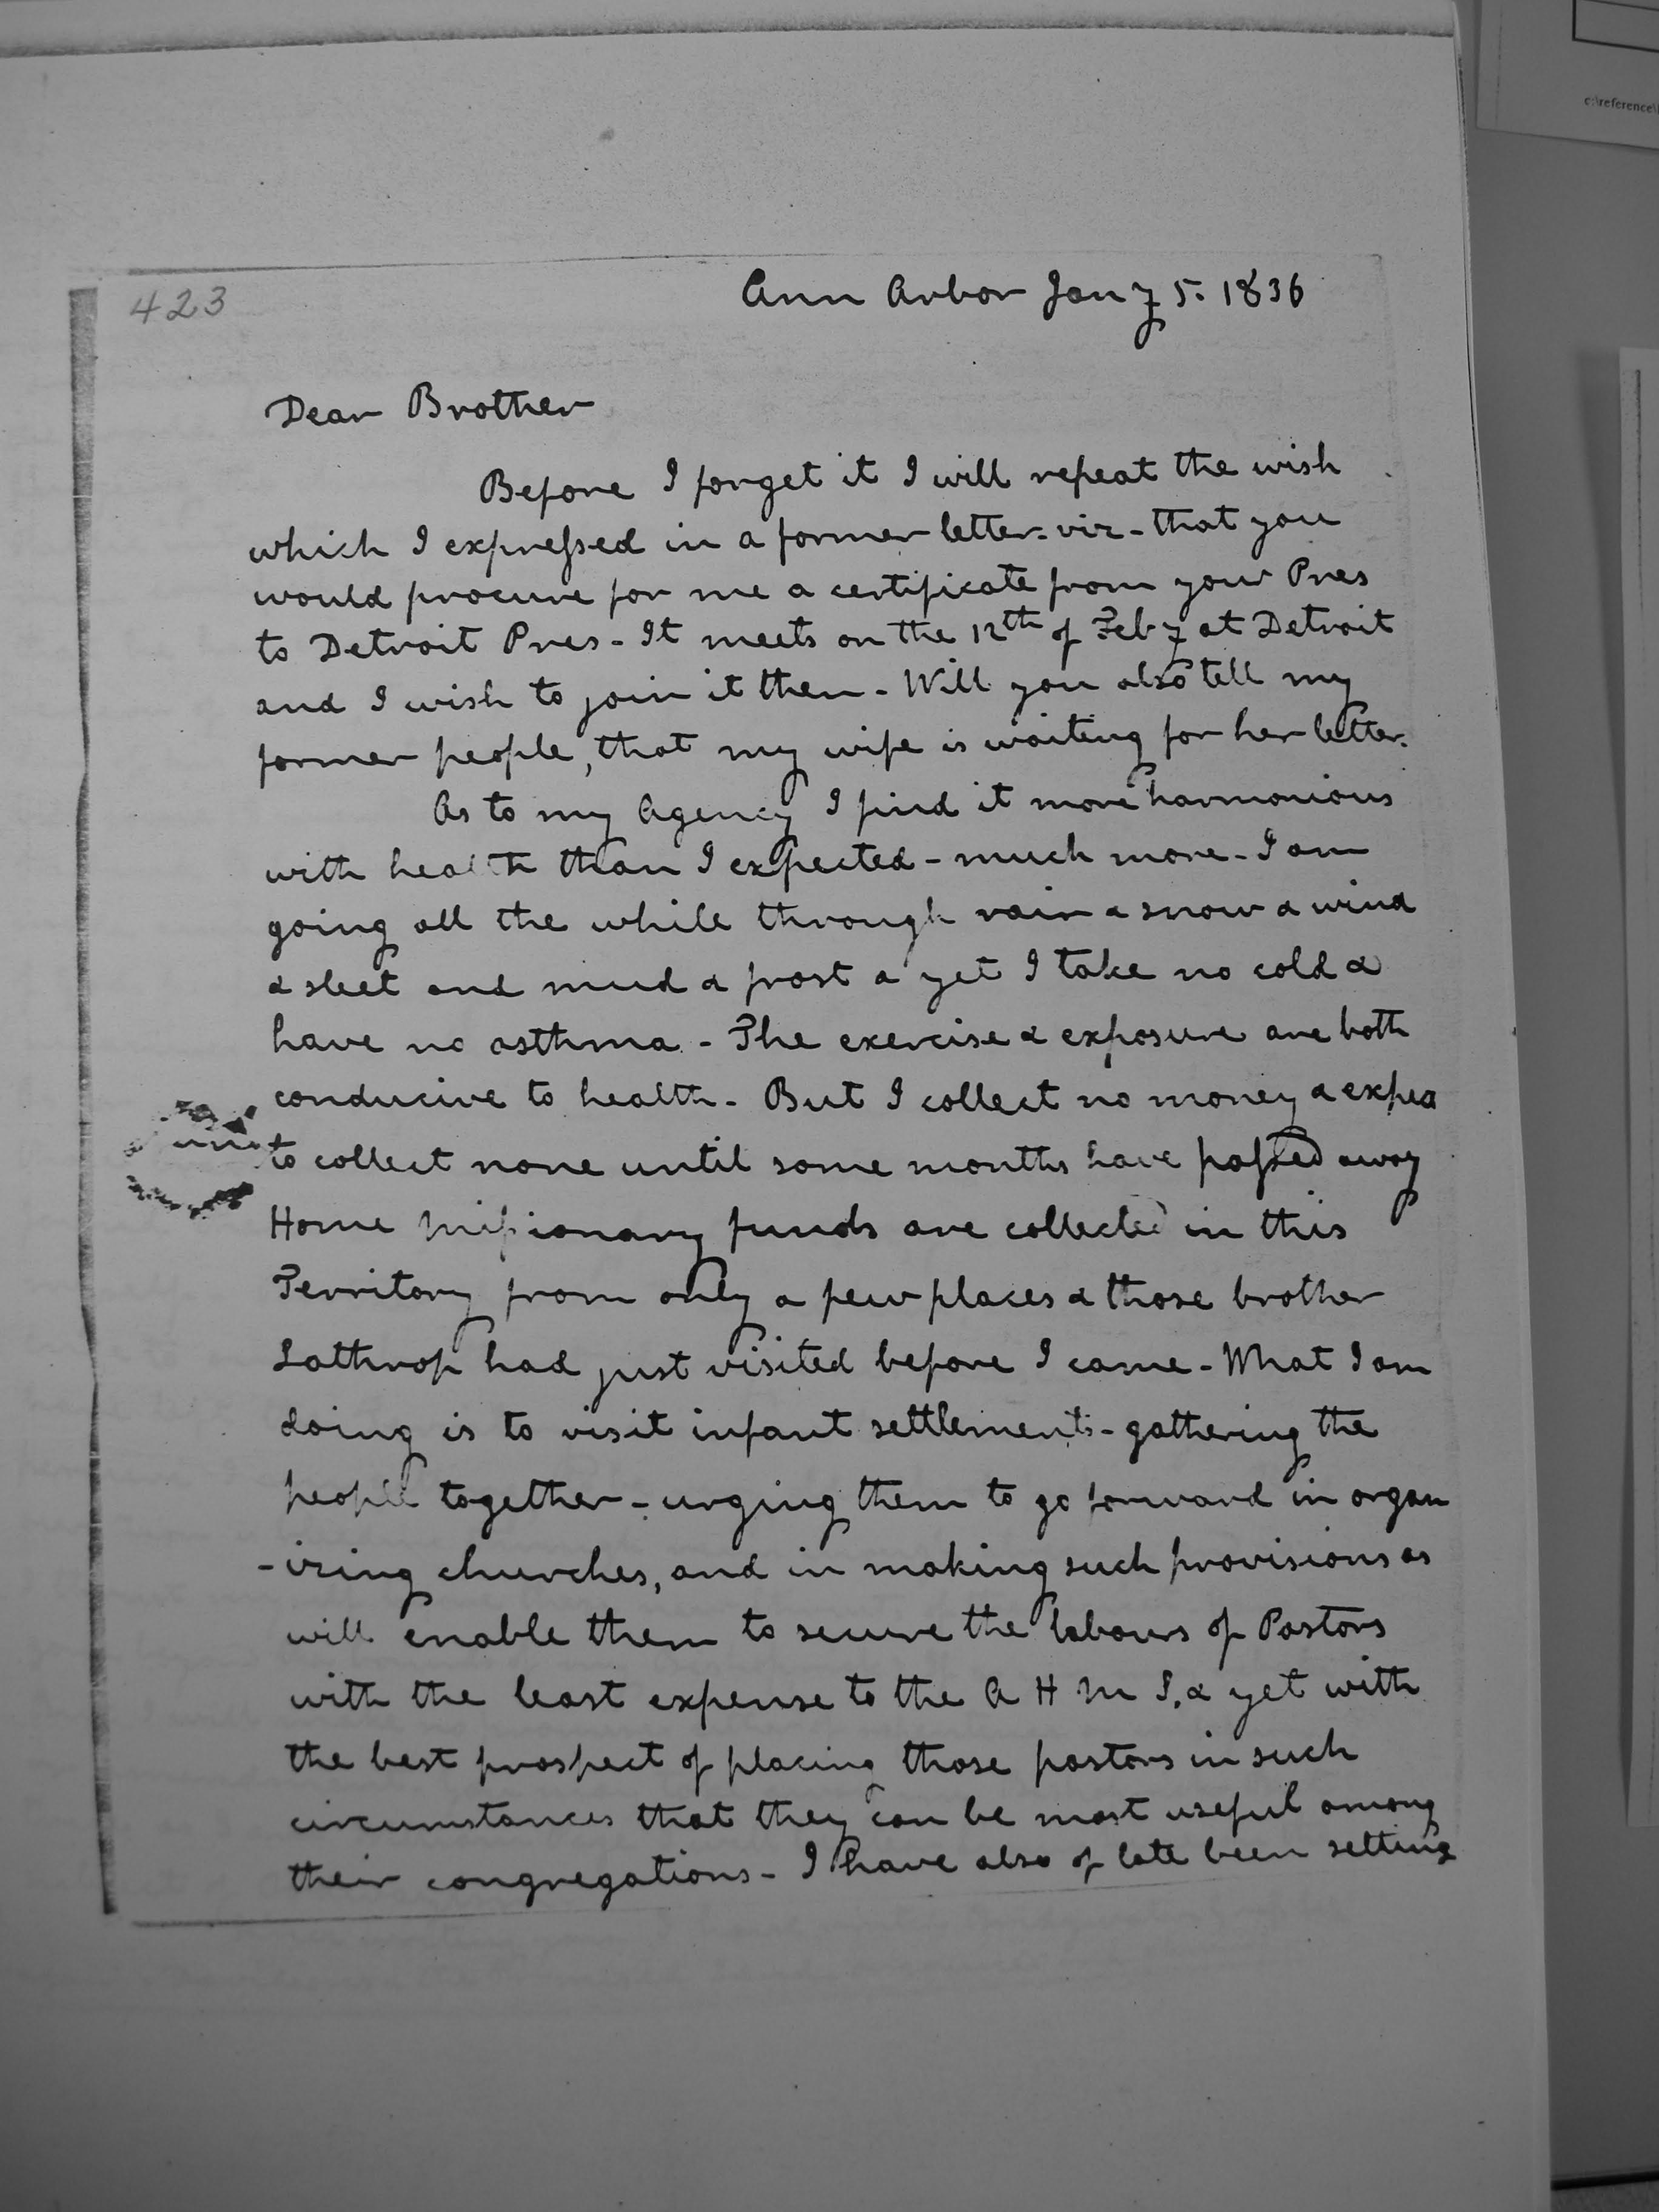 c:\reference\
423
Ann Arbor Jany 5. 1836
Dear Brother
Before I forget it I will repeat the wish
which I expressed in a former letter - viz - that you
would procure for me a certificate from your Pres
to Detroit Pres - It meets on the 12th of Feby at Detroit
and I wish to join it then - Will you also tell my
former people, that my wife is waiting for her letter.
As to my Agency I find it more harmonious
with health than I expected - much more - I am
going all the while through rain & snow & wind
& sleet and mud & frost & yet I take no cold &
have no asthma - The exercise & exposure are both
conducive to health - But I collect no money & expec
to collect none until some months have passed away
Home Missionary funds are collected in this
Territory from only a few places & those brother
Lathrop had just visited before I came - What I am
doing is to visit infant settlements - gathering the
people together - urging them to go forward in organ
-izing churches, and in making such provisions as
will enable them to secure the labours of Pastors
with the least expense to the A H M S, & yet with
the best prospect of placing those pastors in such
circumstances that they can be most useful among
their congregations - I have also of late been setting